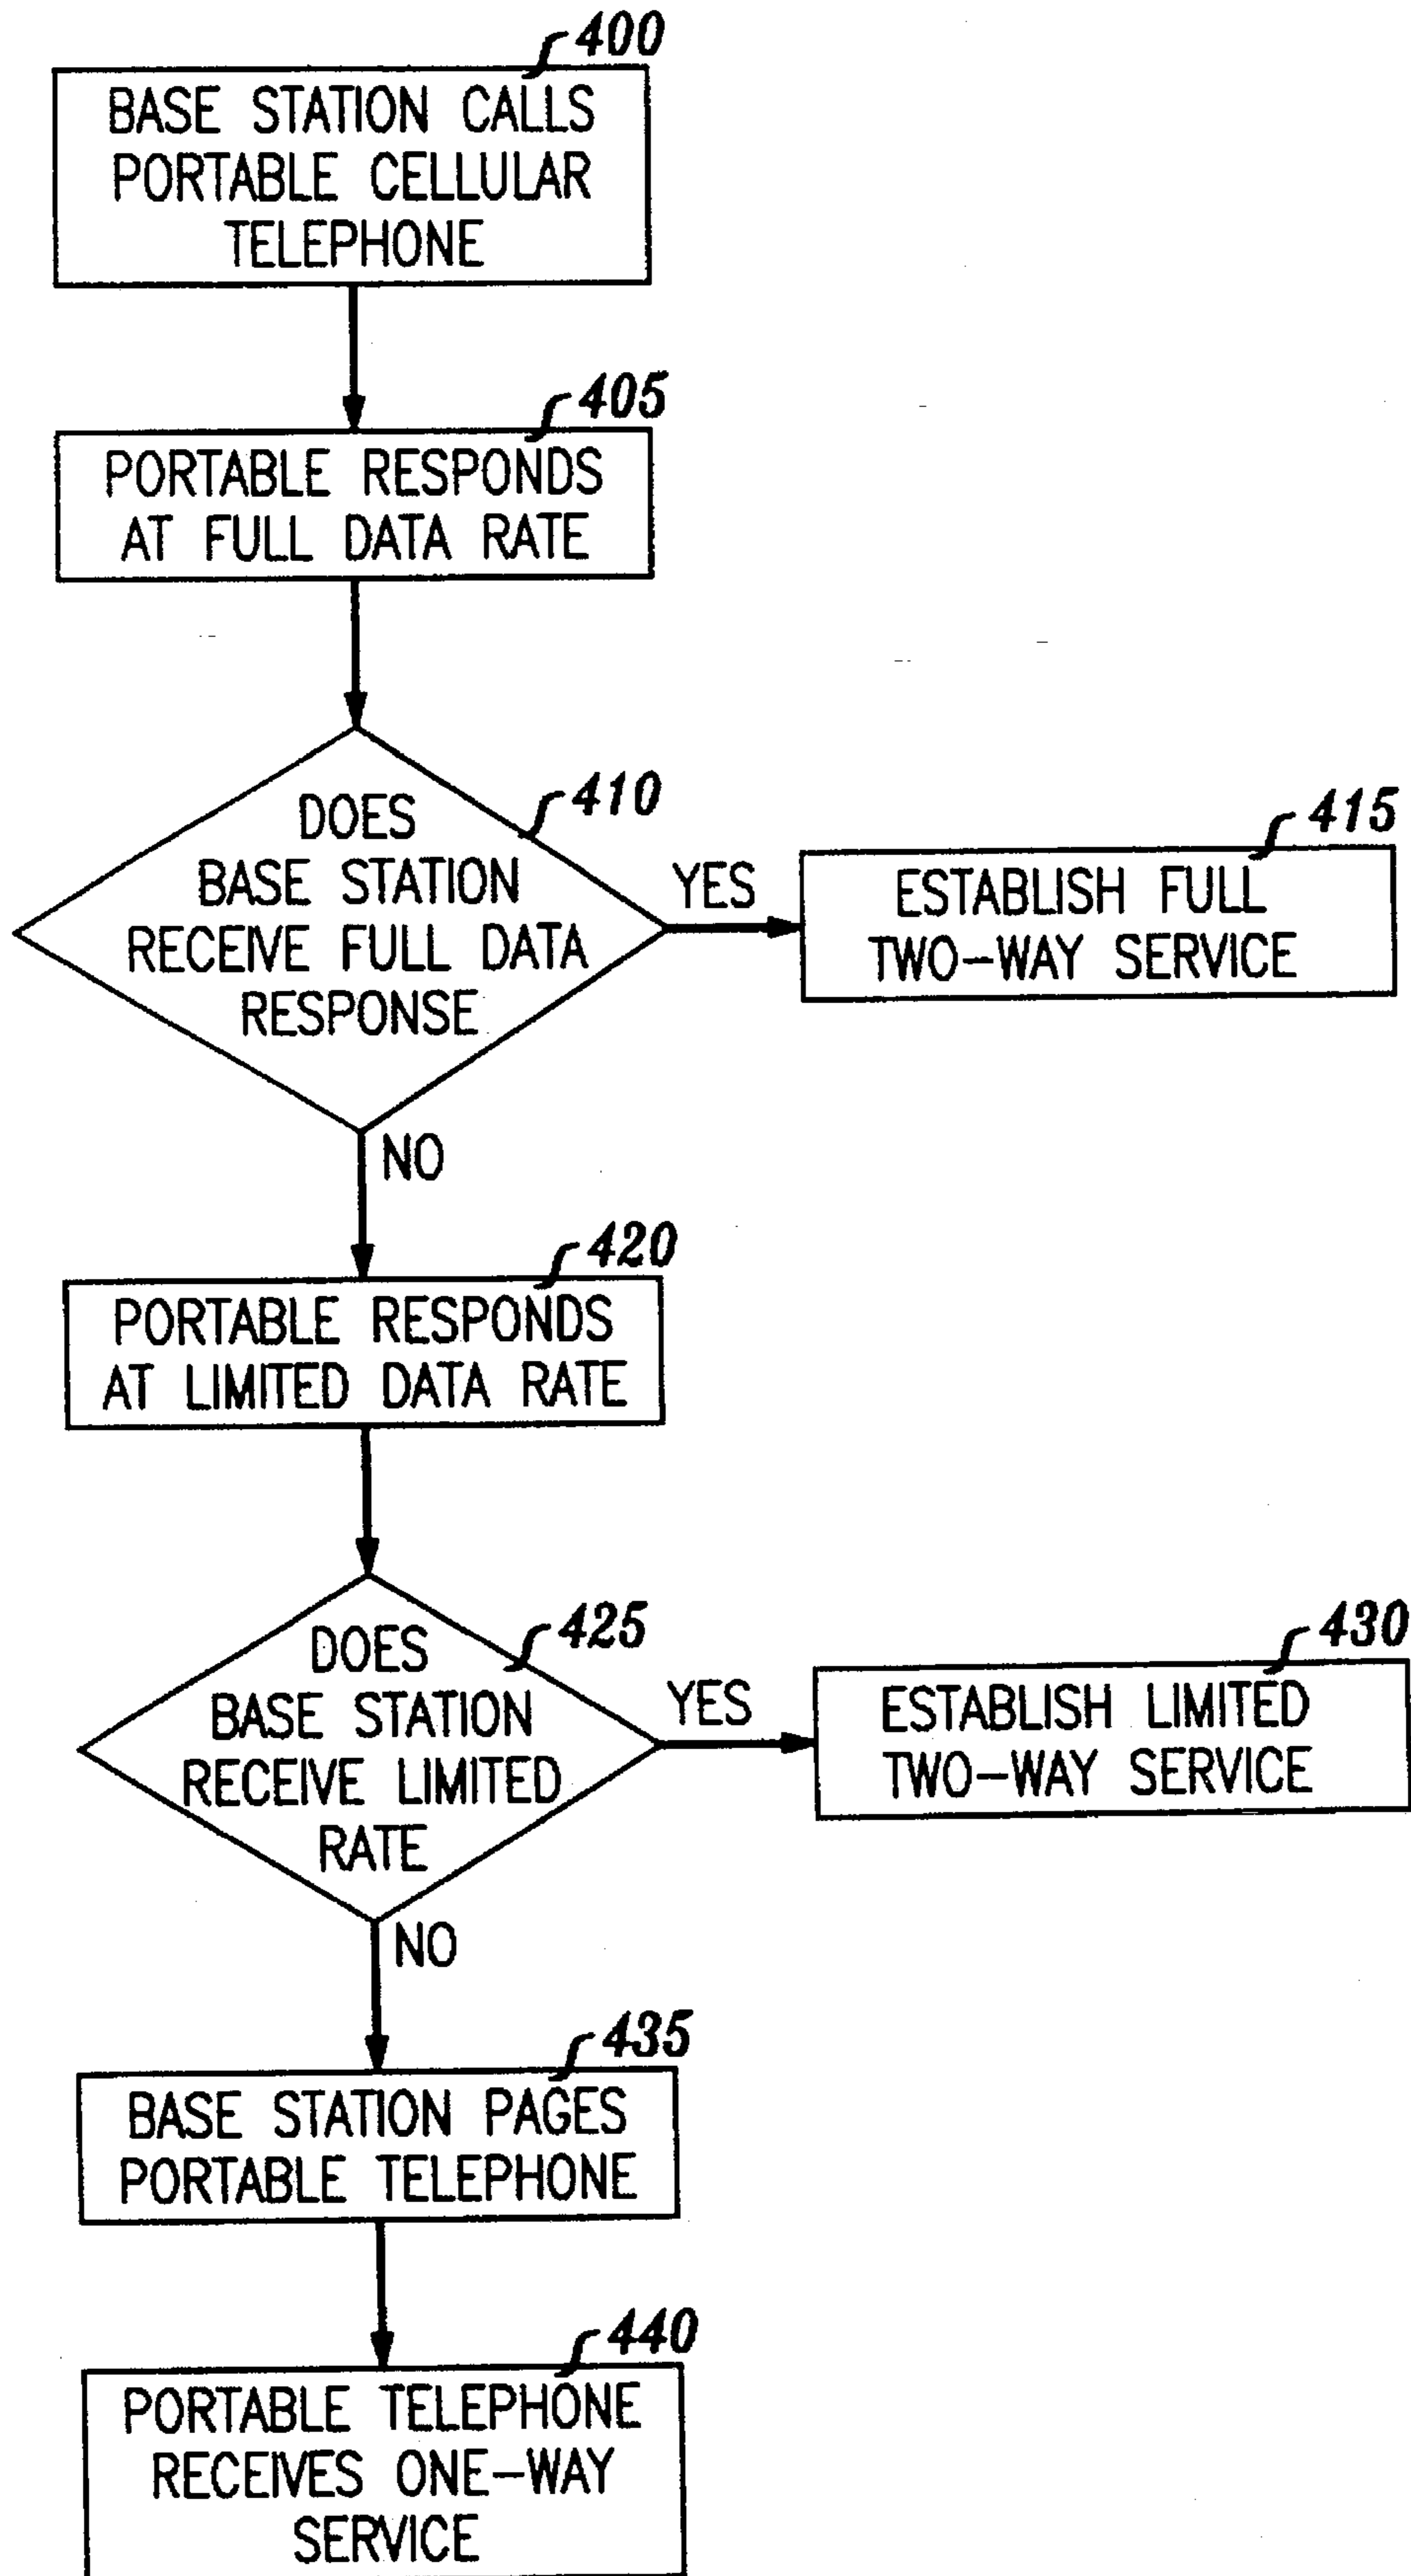 400
BASE STATION CALLS
PORTABLE CELLULAR
TELEPHONE
405
PORTABLE RESPONDS
AT FULL DATA RATE
410
DOES
BASE STATION
RECEIVE FULL DATA
RESPONSE
YES
415
ESTABLISH FULL
TWO-WAY SERVICE
NO
420
PORTABLE RESPONDS
AT LIMITED DATA RATE
425
DOES
BASE STATION
RECEIVE LIMITED
RATE
YES
430
ESTABLISH LIMITED
TWO-WAY SERVICE
NO
435
BASE STATION PAGES
PORTABLE TELEPHONE
440
PORTABLE TELEPHONE
RECEIVES ONE-WAY
SERVICE